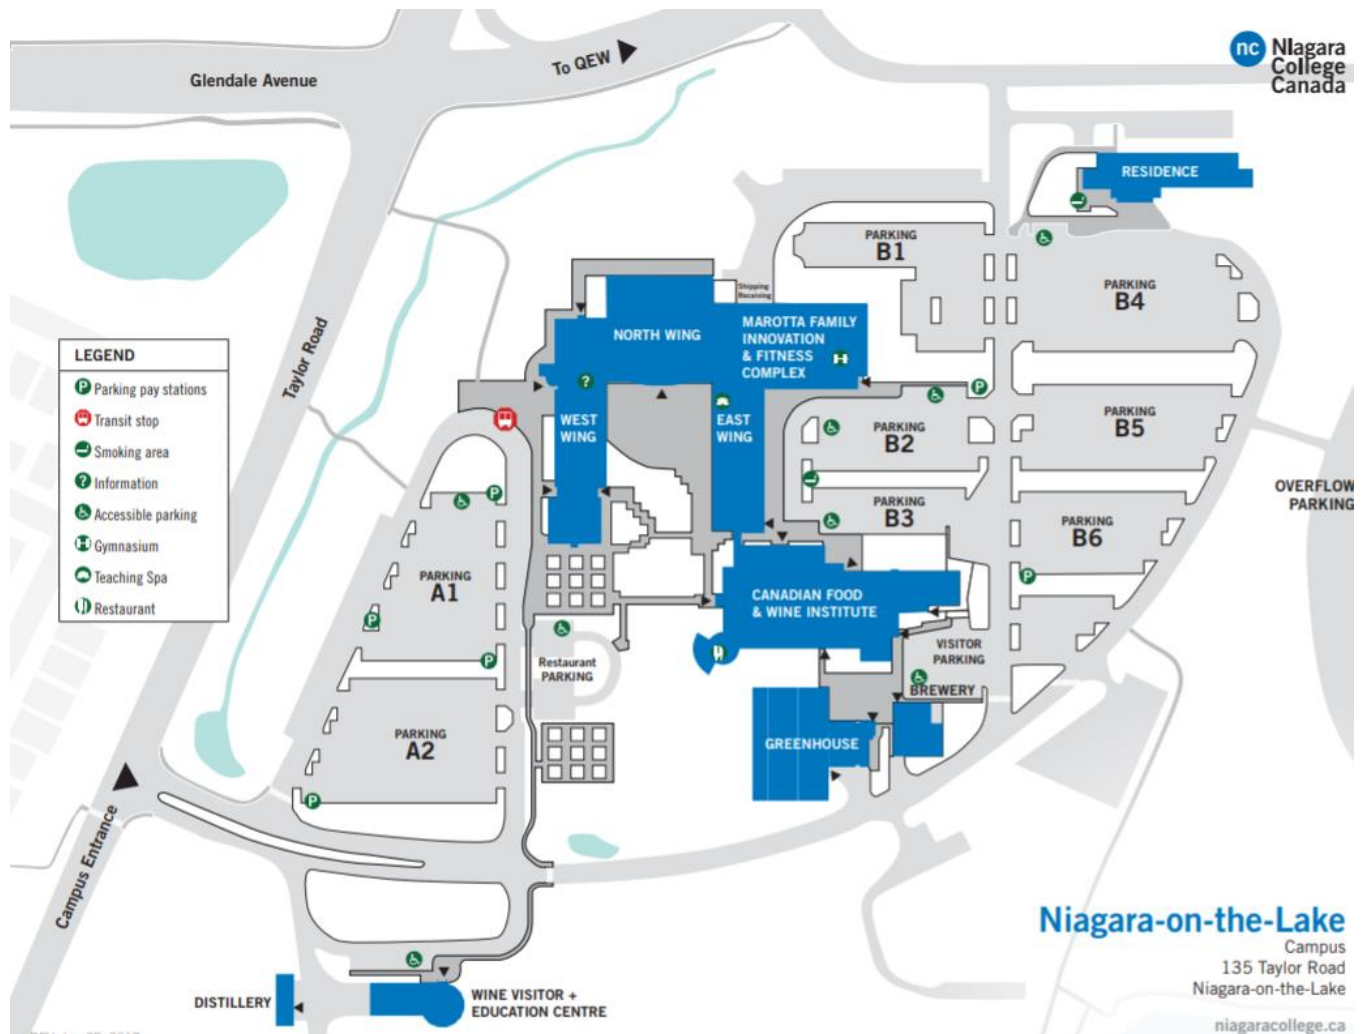 Glendale Avenue
To QEW
nc
NIagara
College
Canada
RESIDENCE
PARKING
B1
PARKING
B4
Shipping
Receiving
NORTH WING
MAROTTA FAMILY
INNOVATION
& FITNESS
COMPLEX
LEGEND
P Parking pay stations
Transit stop
Smoking area
? Information
Accessible parking
Gymnasium
Teaching Spa
Restaurant
Taylor Road
WEST
WING
EAST
WING
PARKING
B2
PARKING
B5
PARKING
B3
PARKING
B6
OVERFLOW
PARKING
PARKING
A1
CANADIAN FOOD
& WINE INSTITUTE
VISITOR
PARKING
Restaurant
PARKING
BREWERY
PARKING
A2
GREENHOUSE
Campus Entrance
DISTILLERY
WINE VISITOR +
EDUCATION CENTRE
Niagara-on-the-Lake
Campus
135 Taylor Road
Niagara-on-the-Lake
niagaracollege.ca